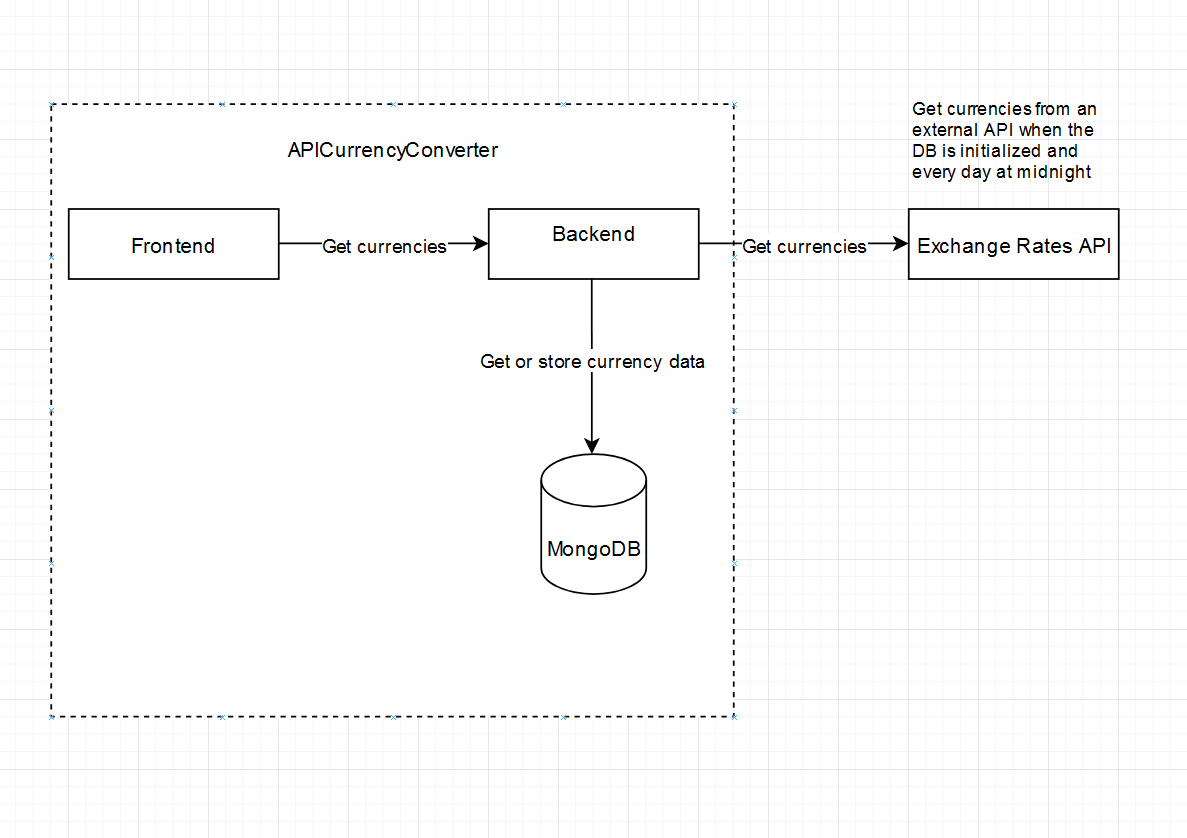 APICurrencyConverter
Get currencies from an
external API when the
DB is initialized and
every day at midnight
Frontend
Get currencies
Backend
Get currencies
Exchange Rates API
Get or store currency data
MongoDB